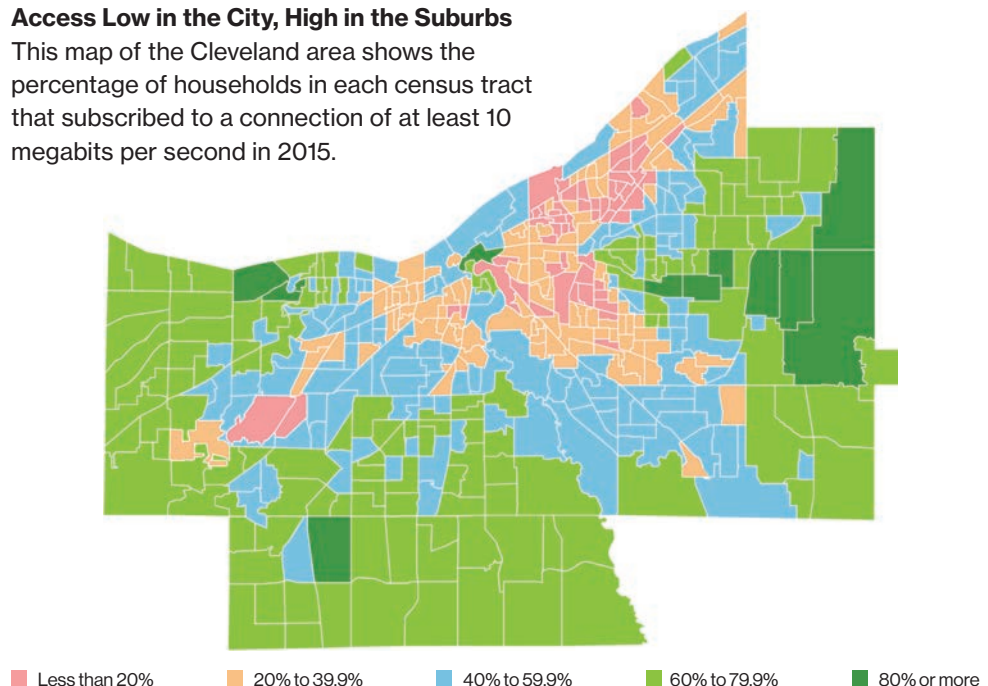 Access Low in the City, High in the Suburbs
This map of the Cleveland area shows the
percentage of households in each census tract
that subscribed to a connection of at least 10
megabits per second in 2015.
Less than 20%
20% to 39.9%
40% to 59.9%
60% to 79.9%
80% or more